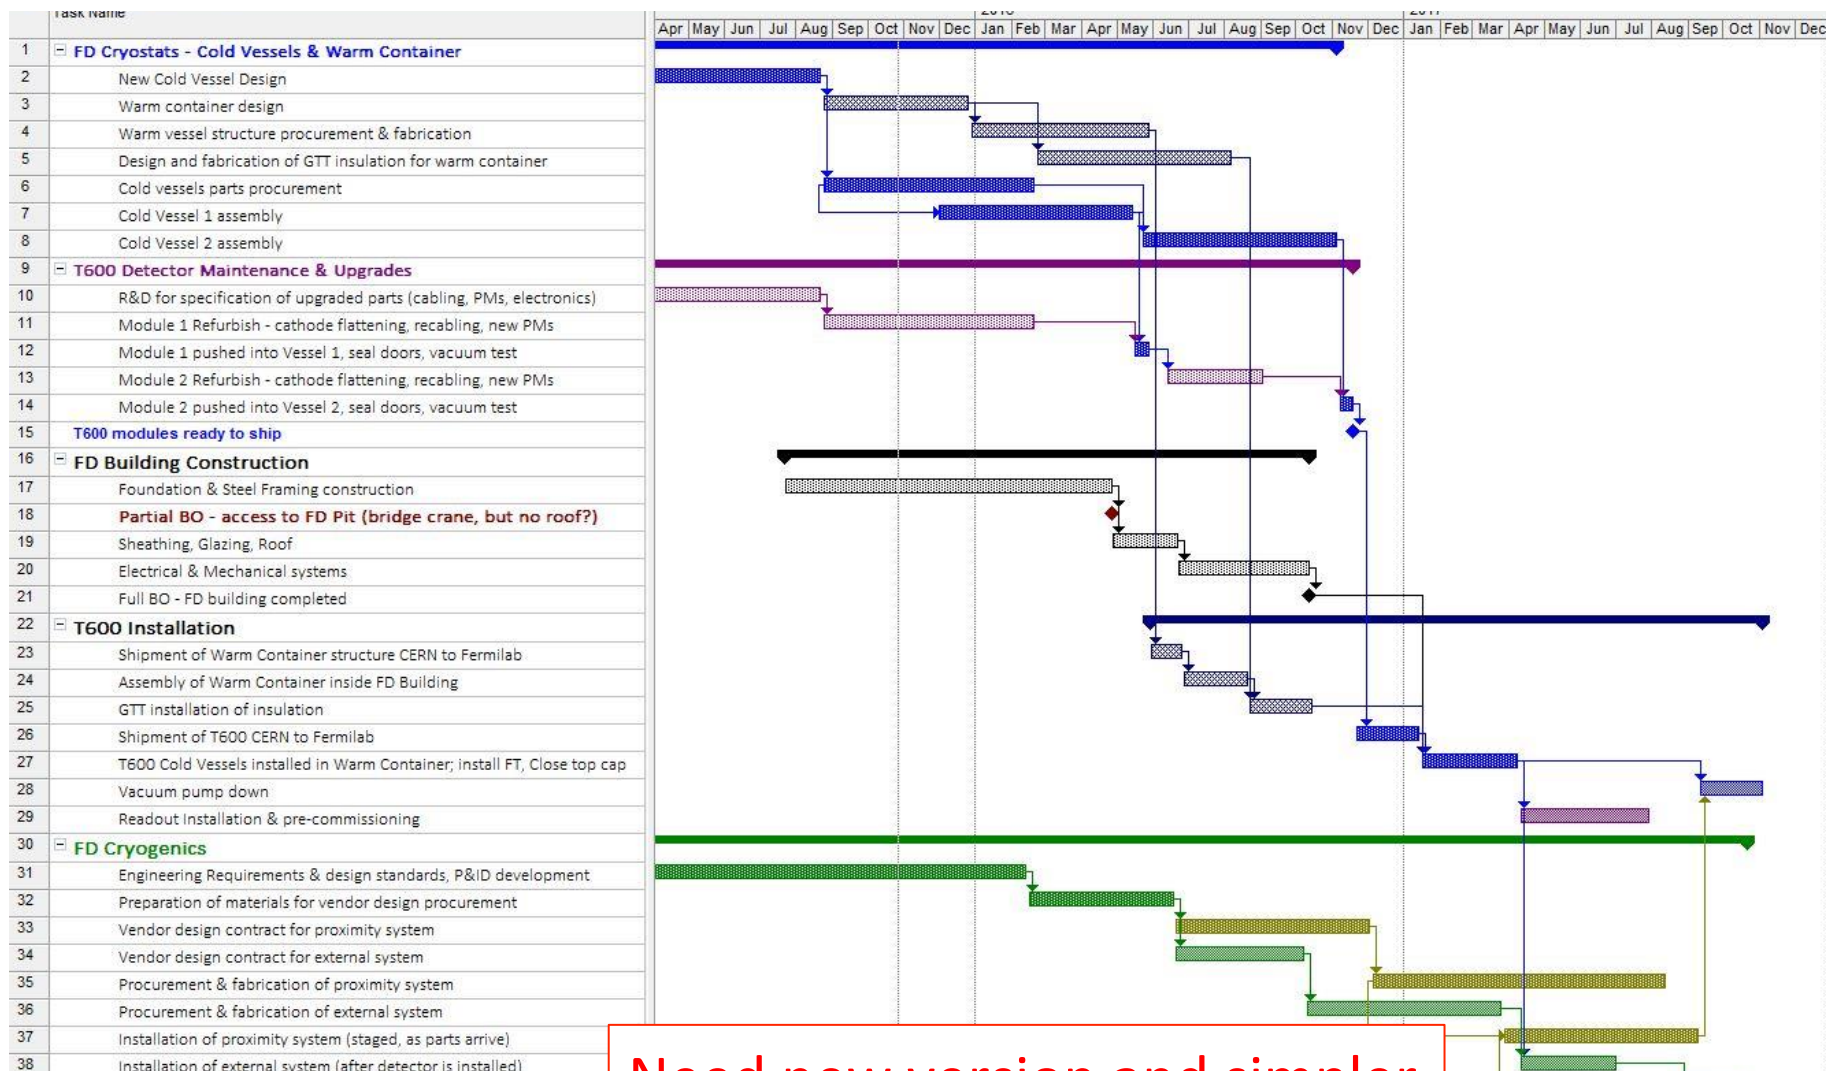 Task Name
Apr May Jun Jul Aug Sep Oct Nov Dec Jan Feb Mar Apr May Jun Jul Aug Sep Oct Nov Dec Jan Feb Mar Apr May Jun Jul Aug Sep Oct Nov Dec
1 FD Cryostats - Cold Vessels & Warm Container
2 New Cold Vessel Design
3 Warm container design
4 Warm vessel structure procurement & fabrication
5 Design and fabrication of GTT insulation for warm container
6 Cold vessels parts procurement
7 Cold Vessel 1 assembly
8 Cold Vessel 2 assembly
9 T600 Detector Maintenance & Upgrades
10 R&D for specification of upgraded parts (cabling, PMs, electronics)
11 Module 1 Refurbish - cathode flattening, recabling, new PMs
12 Module 1 pushed into Vessel 1, seal doors, vacuum test
13 Module 2 Refurbish - cathode flattening, recabling, new PMs
14 Module 2 pushed into Vessel 2, seal doors, vacuum test
15 T600 modules ready to ship
16 FD Building Construction
17 Foundation & Steel Framing construction
18 Partial BO - access to FD Pit (bridge crane, but no roof?)
19 Sheathing, Glazing, Roof
20 Electrical & Mechanical systems
21 Full BO - FD building completed
22 T600 Installation
23 Shipment of Warm Container structure CERN to Fermilab
24 Assembly of Warm Container inside FD Building
25 GTT installation of insulation
26 Shipment of T600 CERN to Fermilab
27 T600 Cold Vessels installed in Warm Container; install FT, Close top cap
28 Vacuum pump down
29 Readout Installation & pre-commissioning
30 FD Cryogenics
31 Engineering Requirements & design standards, P&ID development
32 Preparation of materials for vendor design procurement
33 Vendor design contract for proximity system
34 Vendor design contract for external system
35 Procurement & fabrication of proximity system
36 Procurement & fabrication of external system
37 Installation of proximity system (staged, as parts arrive)
38 Installation of external system (after detector is installed)
Need new version and simpler